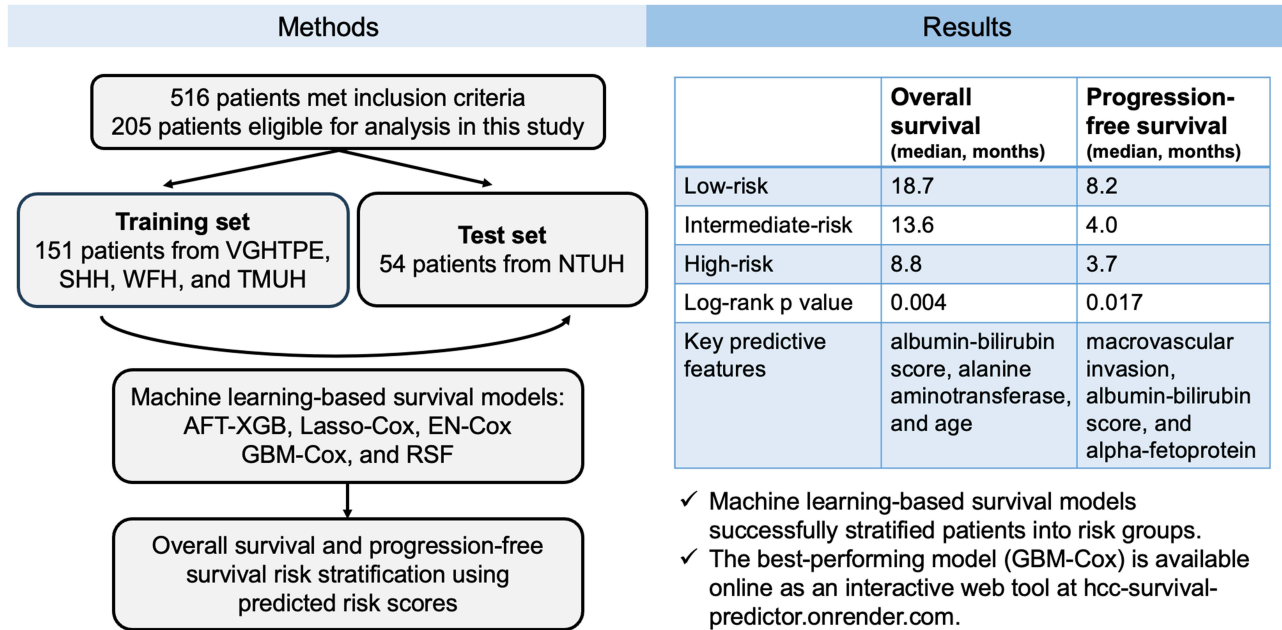 Methods
516 patients met inclusion criteria
205 patients eligible for analysis in this study
Training set
151 patients from VGHTPE,
SHH, WFH, and TMUH
Test set
54 patients from NTUH
Machine learning-based survival models:
AFT-XGB, Lasso-Cox, EN-Cox
GBM-Cox, and RSF
Overall survival and progression-free
survival risk stratification using
predicted risk scores
Results
Overall
survival
(median, months)
Progression-
free survival
(median, months)
Low-risk
18.7
8.2
Intermediate-risk
13.6
4.0
High-risk
8.8
3.7
Log-rank p value
0.004
0.017
Key predictive
features
albumin-bilirubin
score, alanine
aminotransferase,
and age
macrovascular
invasion,
albumin-bilirubin
score, and
alpha-fetoprotein
✓ Machine learning-based survival models
successfully stratified patients into risk groups.
✓ The best-performing model (GBM-Cox) is available
online as an interactive web tool at hcc-survival-
predictor.onrender.com.